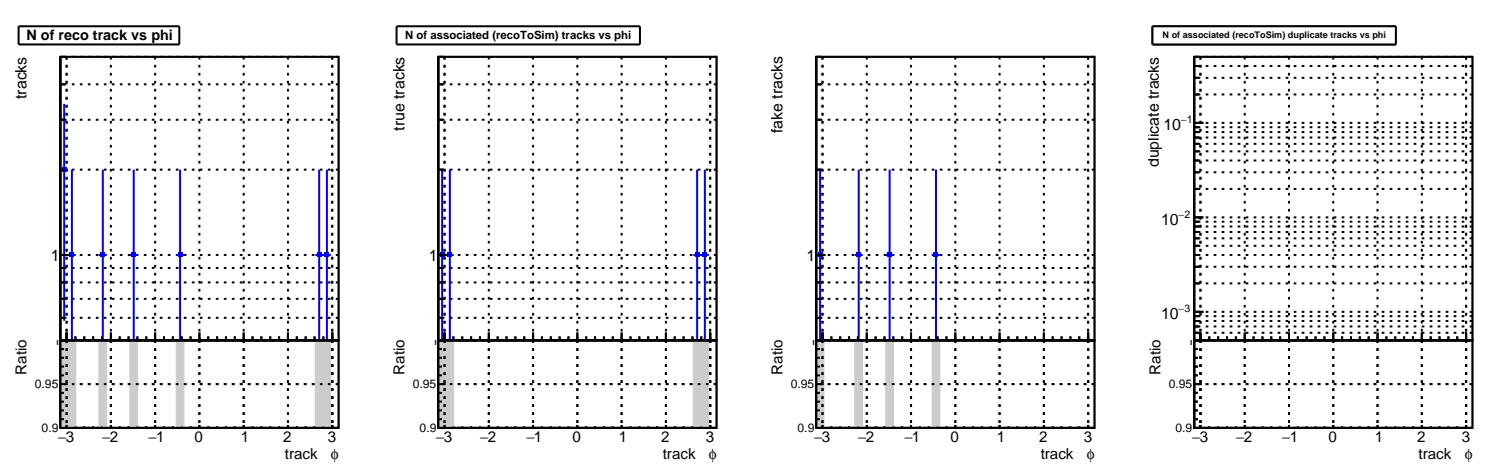 N of reco track vs phi
tracks
1
Ratio
0.95
0.9
−3 −2 −1 0 1 2 3
track ϕ
N of associated (recoToSim) tracks vs phi
true tracks
1
Ratio
0.95
0.9
−3 −2 −1 0 1 2 3
track ϕ
fake tracks
1
Ratio
0.95
0.9
−3 −2 −1 0 1 2 3
track ϕ
N of associated (recoToSim) duplicate tracks vs phi
duplicate tracks
10⁻¹
10⁻²
10⁻³
Ratio
0.95
0.9
−3 −2 −1 0 1 2 3
track ϕ